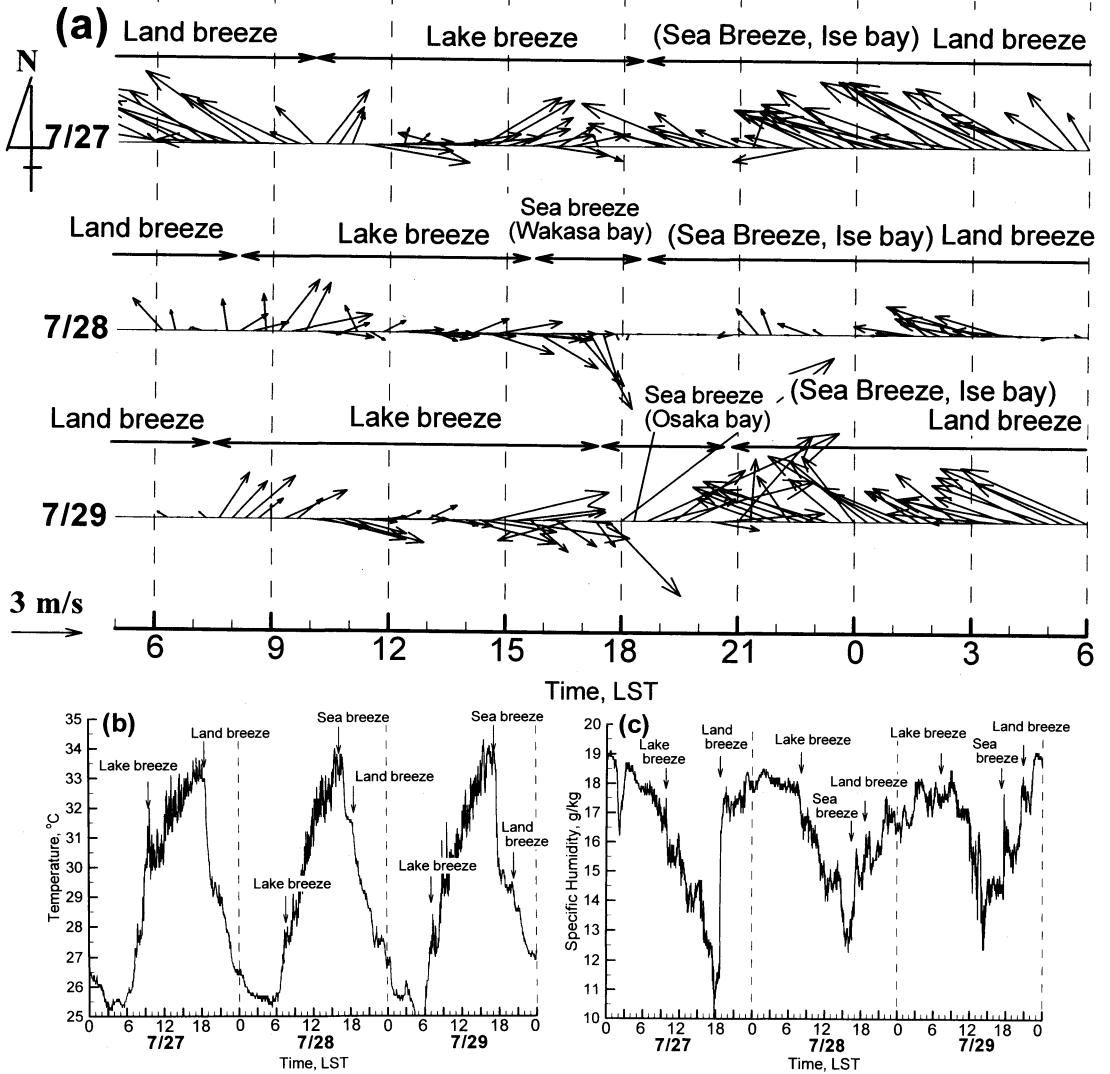 (a)
Land breeze
Lake breeze
(Sea Breeze, Ise bay) Land breeze
N
7/27
Land breeze
Lake breeze
Sea breeze
(Wakasa bay)
(Sea Breeze, Ise bay) Land breeze
7/28
Land breeze
Lake breeze
Sea breeze
(Osaka bay)
(Sea Breeze, Ise bay)
Land breeze
7/29
3 m/s
6 9 12 15 18 21 0 3 6
Time, LST
(b)
Land breeze
Sea breeze
Sea breeze
Lake breeze
Land breeze
Lake breeze
Land
breeze
Lake breeze
Temperature, °C
35
34
33
32
31
30
29
28
27
26
25
0 6 12 18 0 6 12 18 0 6 12 18 0
7/27 7/28 7/29
Time, LST
(c)
Lake
breeze
Land
breeze
Lake breeze
Sea
breeze
Land breeze
Lake breeze
Sea
breeze
Land breeze
Specific Humidity, g/kg
20
19
18
17
16
15
14
13
12
11
10
0 6 12 18 0 6 12 18 0 6 12 18 0
7/27 7/28 7/29
Time, LST